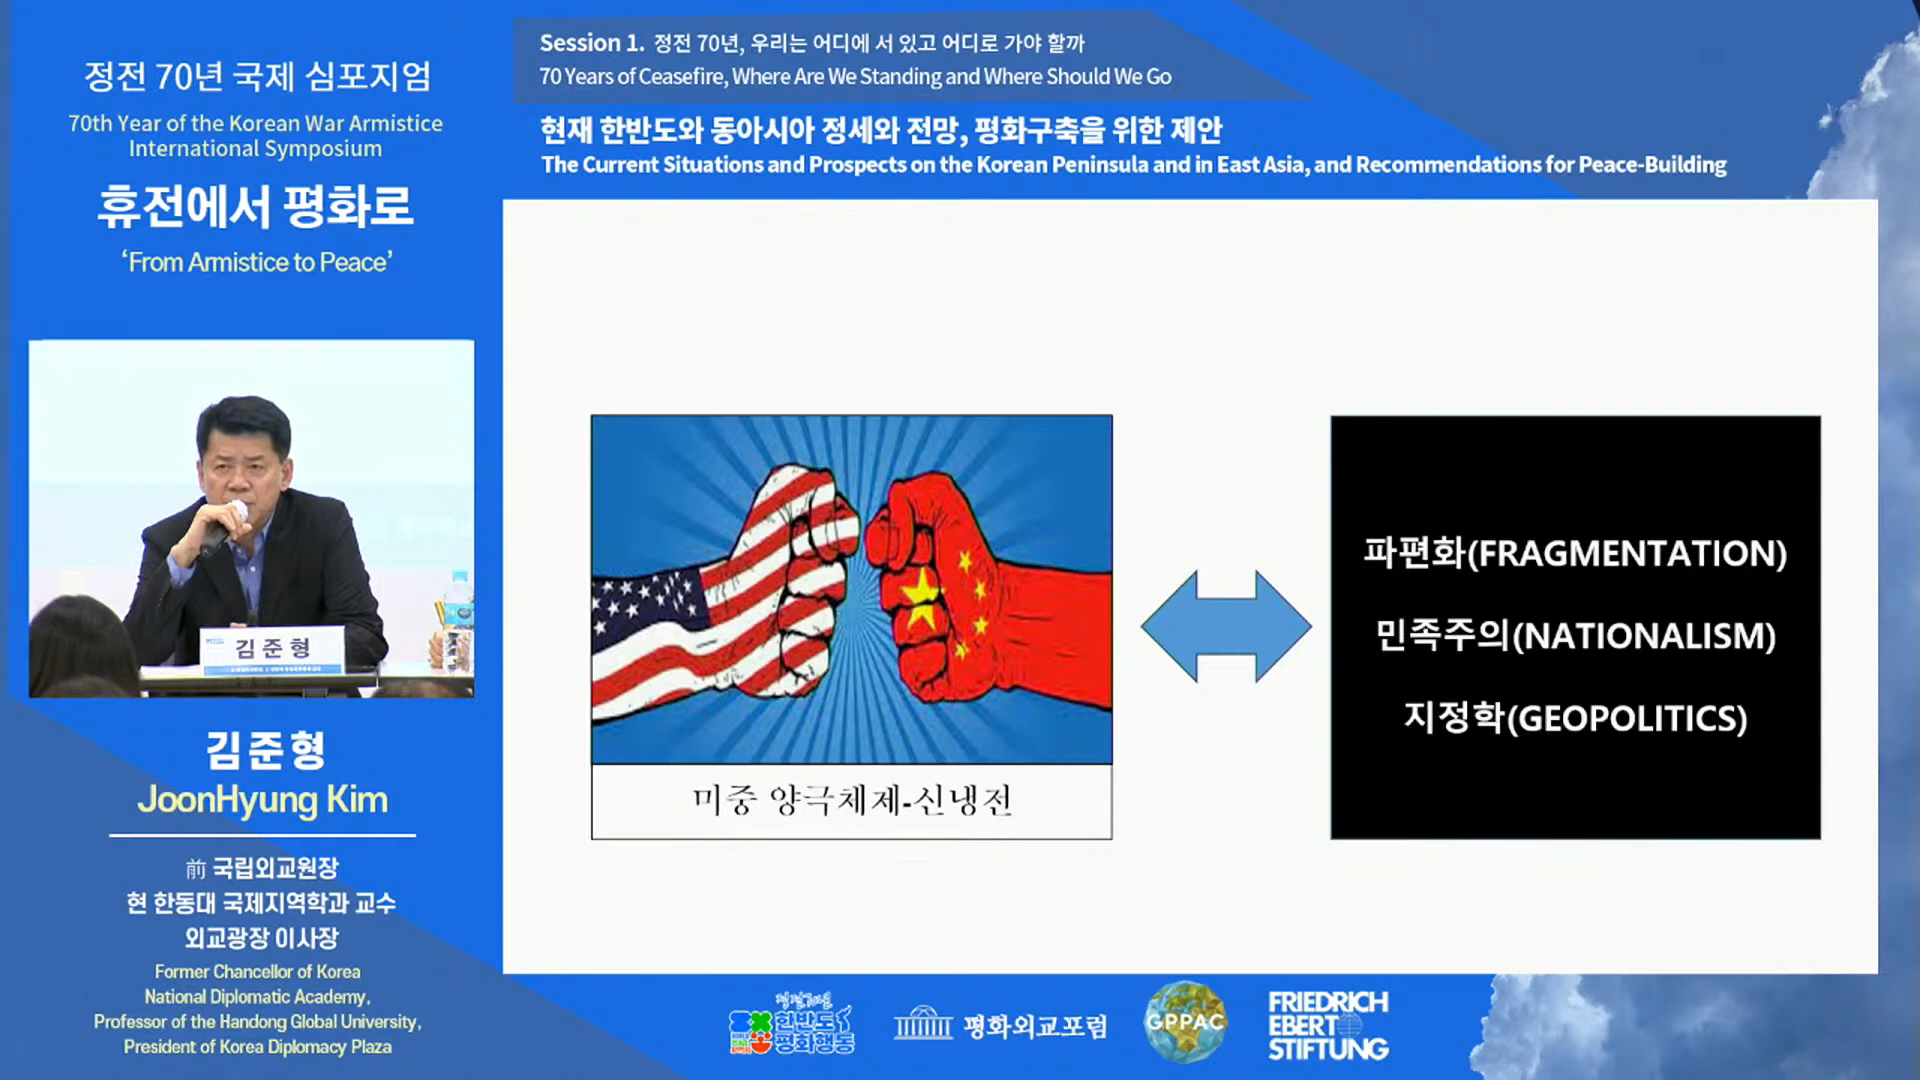 정전 70년 국제 심포지엄
70th Year of the Korean War Armistice
International Symposium
휴전에서 평화로
‘From Armistice to Peace’
Session 1. 정전 70년, 우리는 어디에 서 있고 어디로 가야 할까
70 Years of Ceasefire, Where Are We Standing and Where Should We Go
현재 한반도와 동아시아 정세와 전망, 평화구축을 위한 제안
The Current Situations and Prospects on the Korean Peninsula and in East Asia, and Recommendations for Peace-Building
김준형
김준형
JoonHyung Kim
前 국립외교원장
현 한동대 국제지역학과 교수
외교광장 이사장
Former Chancellor of Korea
National Diplomatic Academy,
Professor of the Handong Global University,
President of Korea Diplomacy Plaza
미중 양극체제-신냉전
파편화(FRAGMENTATION)
민족주의(NATIONALISM)
지정학(GEOPOLITICS)
정전70년
한반도
평화행동
평화외교포럼
GPPAC
FRIEDRICH
EBERT
STIFTUNG